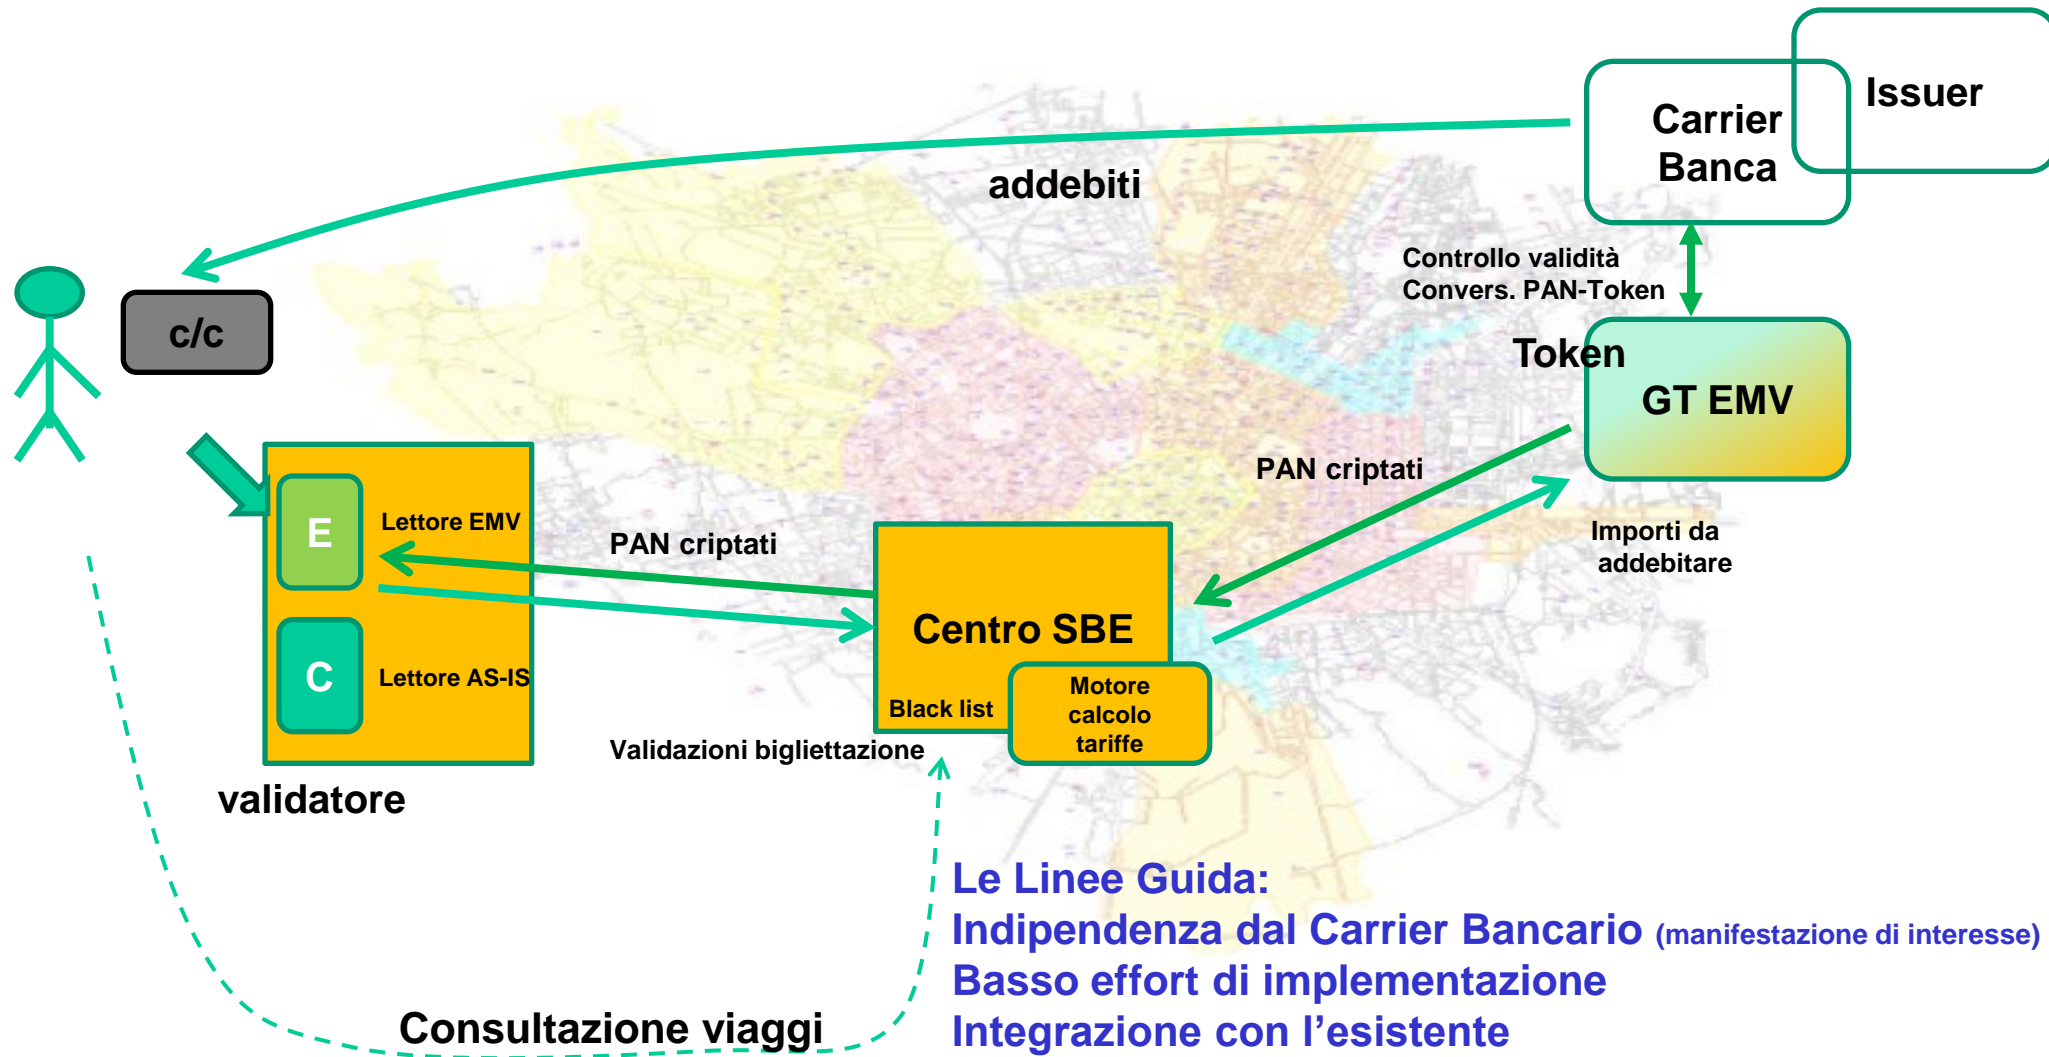 Issuer
Carrier
Banca
addebiti
Controllo validità
Convers. PAN-Token
c/c
Token
GT EMV
PAN criptati
E
Lettore EMV
PAN criptati
Importi da
addebitare
Centro SBE
C
Lettore AS-IS
Motore
calcolo
tariffe
Black list
Validazioni bigliettazione
validatore
Le Linee Guida:
Indipendenza dal Carrier Bancario (manifestazione di interesse)
Basso effort di implementazione
Integrazione con l’esistente
Consultazione viaggi